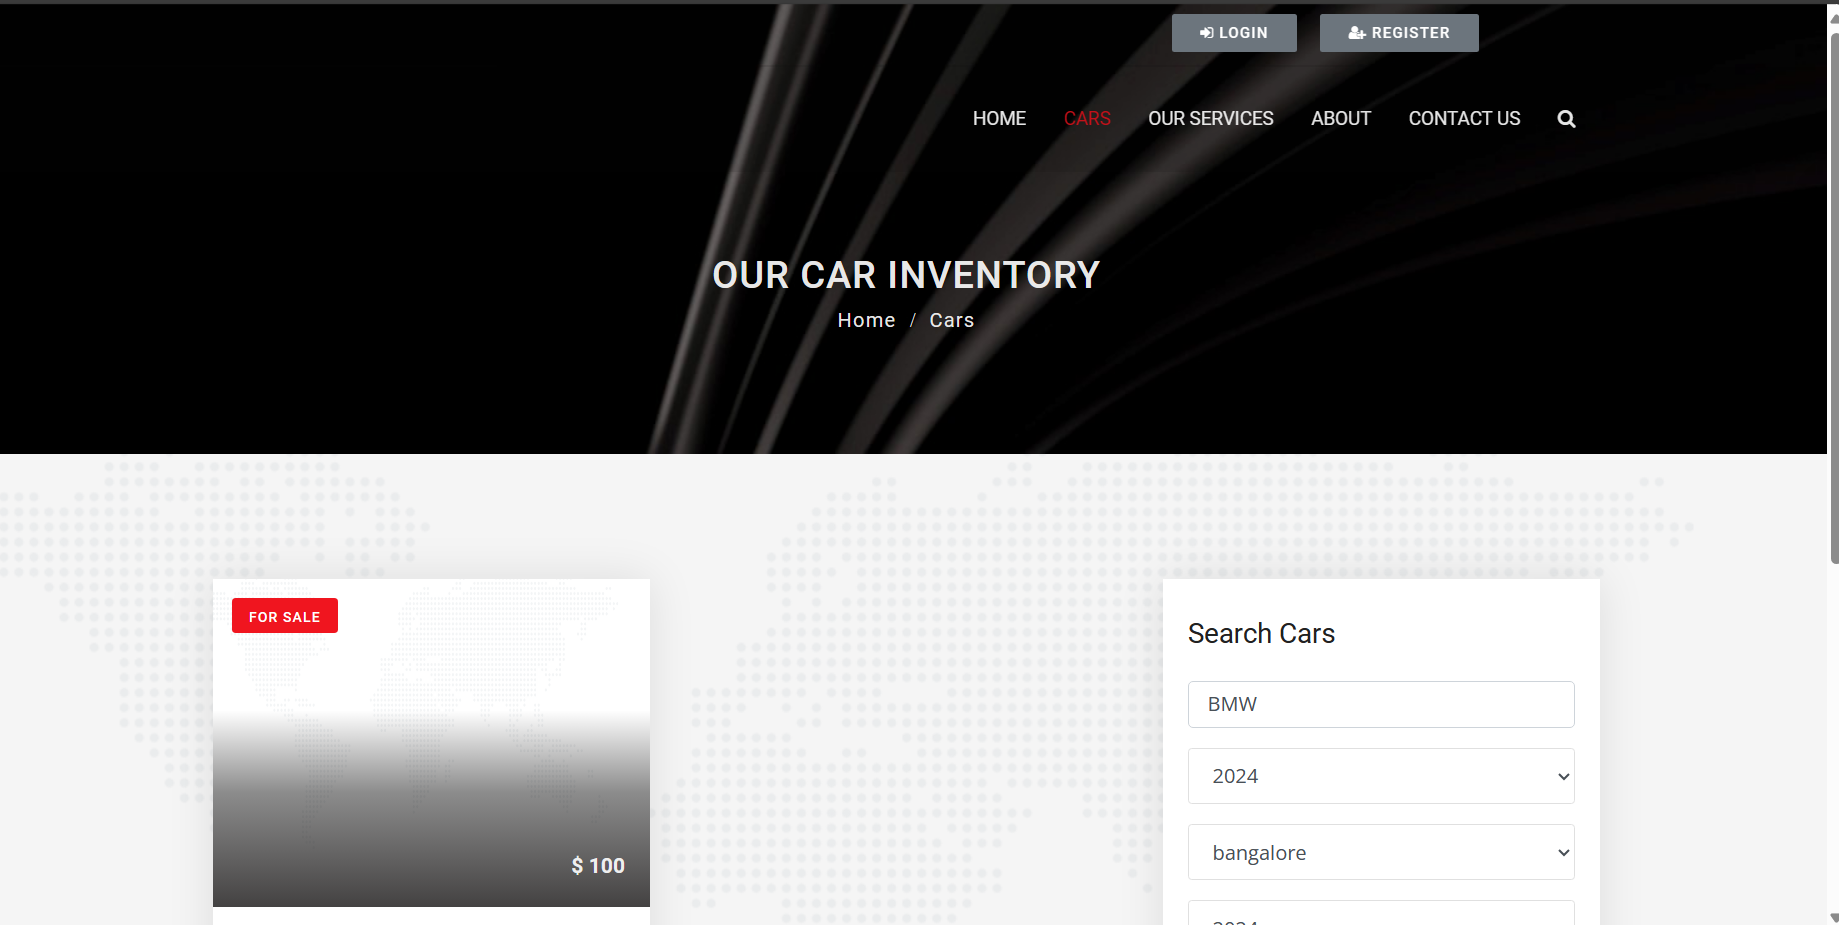 LOGIN REGISTER
HOME CARS OUR SERVICES ABOUT CONTACT US
OUR CAR INVENTORY
Home / Cars
FOR SALE
$ 100
Search Cars
BMW
2024
bangalore